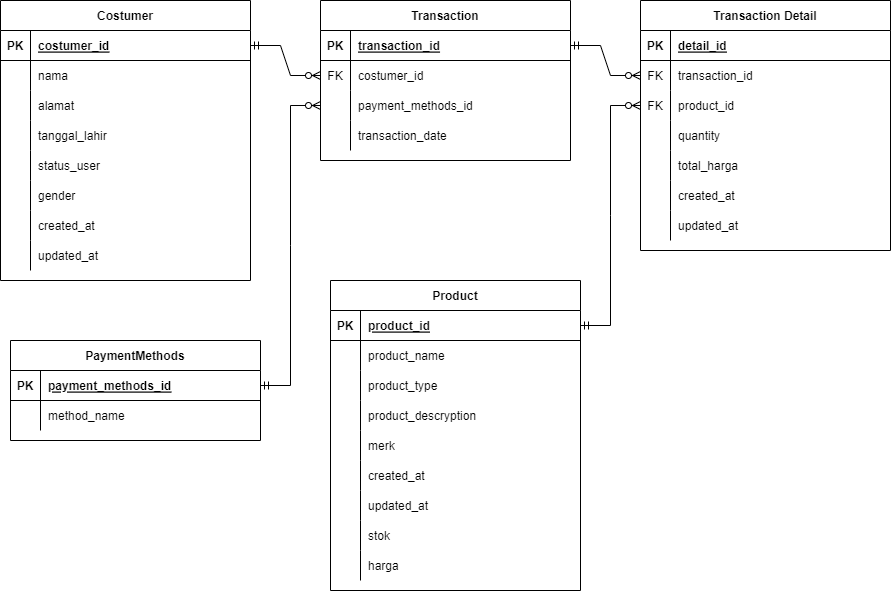 Costumer
PK costumer_id
nama
alamat
tanggal_lahir
status_user
gender
created_at
updated_at
Transaction
PK transaction_id
FK costumer_id
payment_methods_id
transaction_date
Transaction Detail
PK detail_id
FK transaction_id
FK product_id
quantity
total_harga
created_at
updated_at
PaymentMethods
PK payment_methods_id
method_name
Product
PK product_id
product_name
product_type
product_descryption
merk
created_at
updated_at
stok
harga